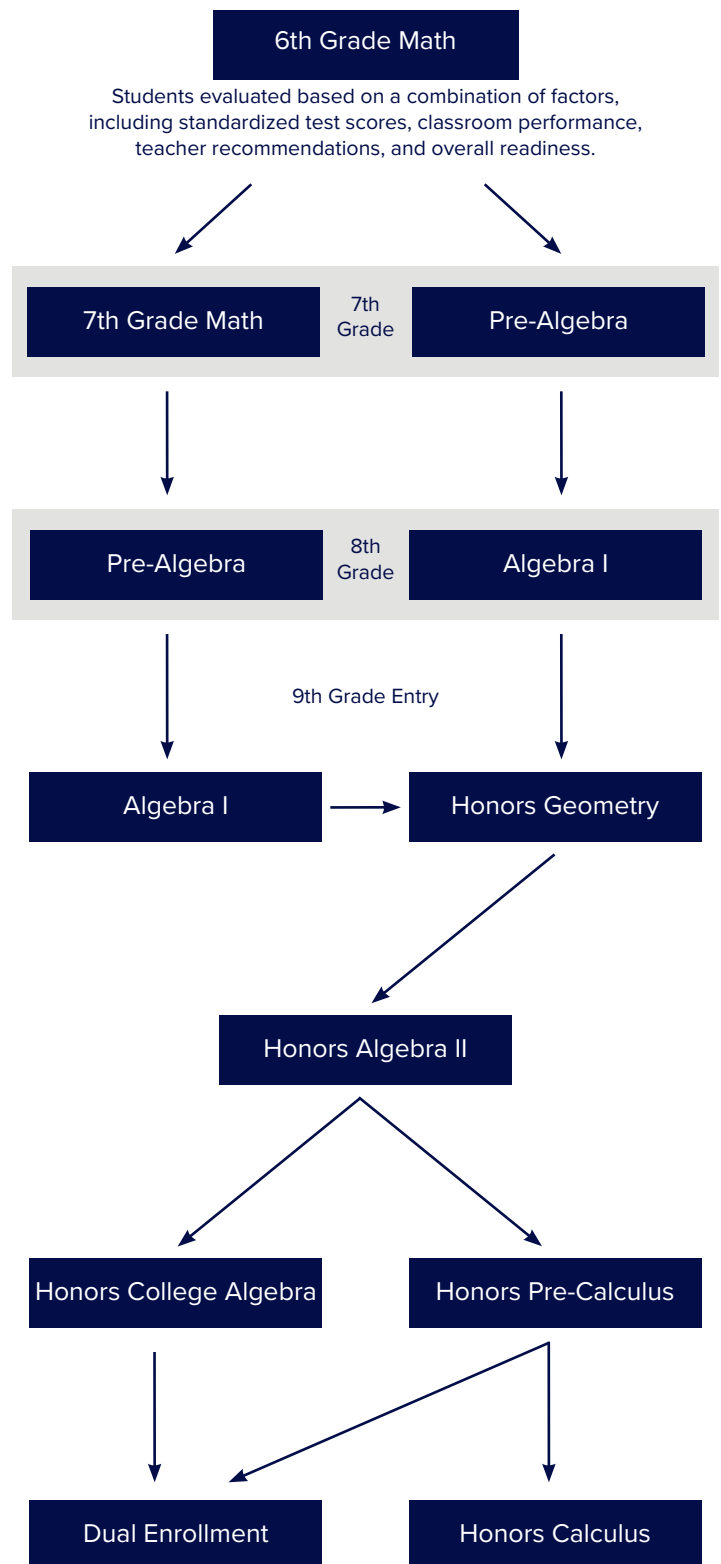 6th Grade Math
Students evaluated based on a combination of factors,
including standardized test scores, classroom performance,
teacher recommendations, and overall readiness.
7th Grade Math
7th
Grade
Pre-Algebra
Pre-Algebra
8th
Grade
Algebra I
9th Grade Entry
Algebra I
Honors Geometry
Honors Algebra II
Honors College Algebra
Honors Pre-Calculus
Dual Enrollment
Honors Calculus